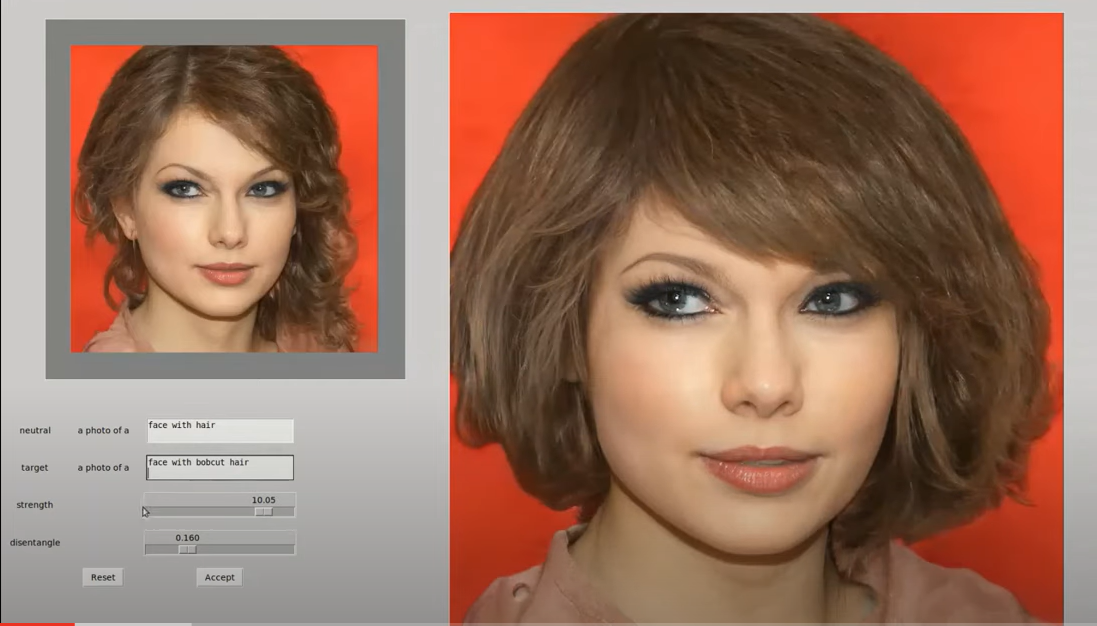 neutral a photo of a face with hair
target a photo of a face with bobcut hair
strength 10.05
disentangle 0.160
Reset Accept